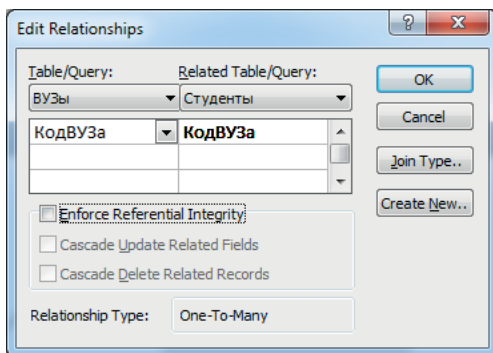 Edit Relationships
Table/Query: Related Table/Query:
ВУЗы Студенты
КодВУЗа КодВУЗа
Enforce Referential Integrity
Cascade Update Related Fields
Cascade Delete Related Records
Relationship Type: One-To-Many
OK
Cancel
Join Type..
Create New..